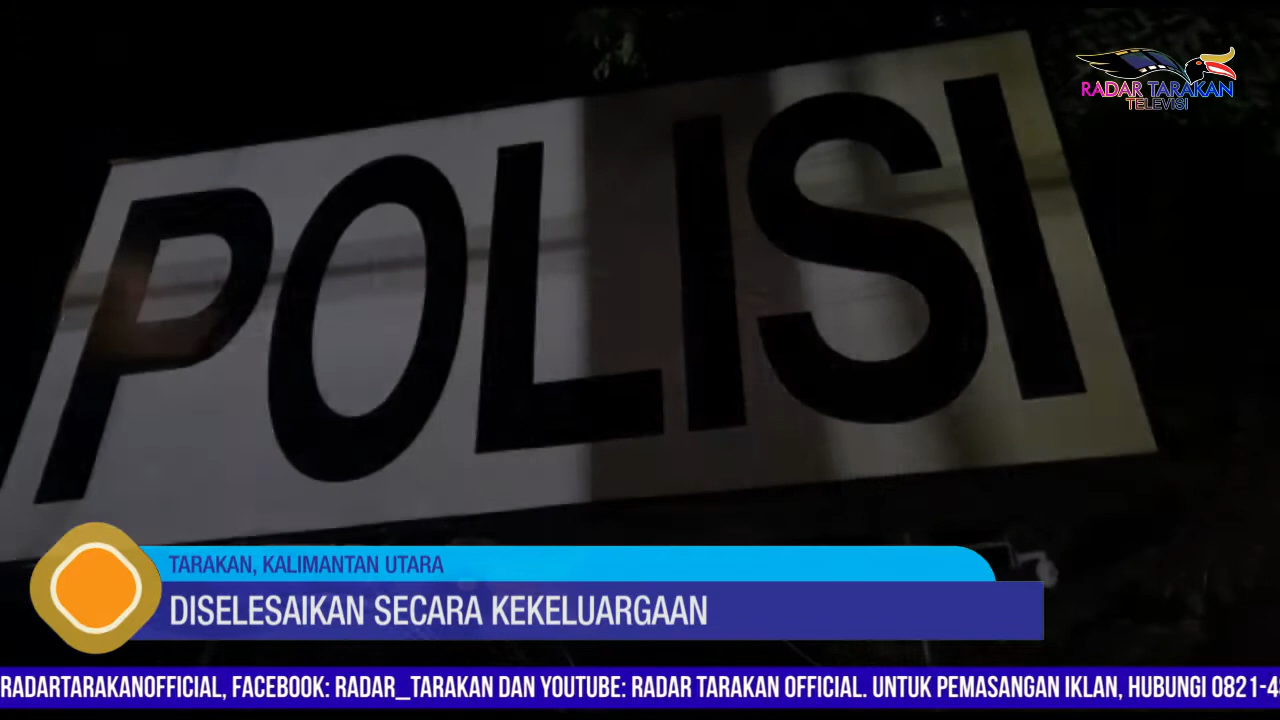 RADAR TARAKAN
TELEVISI
POLISI
TARAKAN, KALIMANTAN UTARA
DISELESAIKAN SECARA KEKELUARGAAN
RADARTARAKANOFFICIAL, FACEBOOK: RADAR_TARAKAN DAN YOUTUBE: RADAR TARAKAN OFFICIAL. UNTUK PEMASANGAN IKLAN, HUBUNGI 0821-4